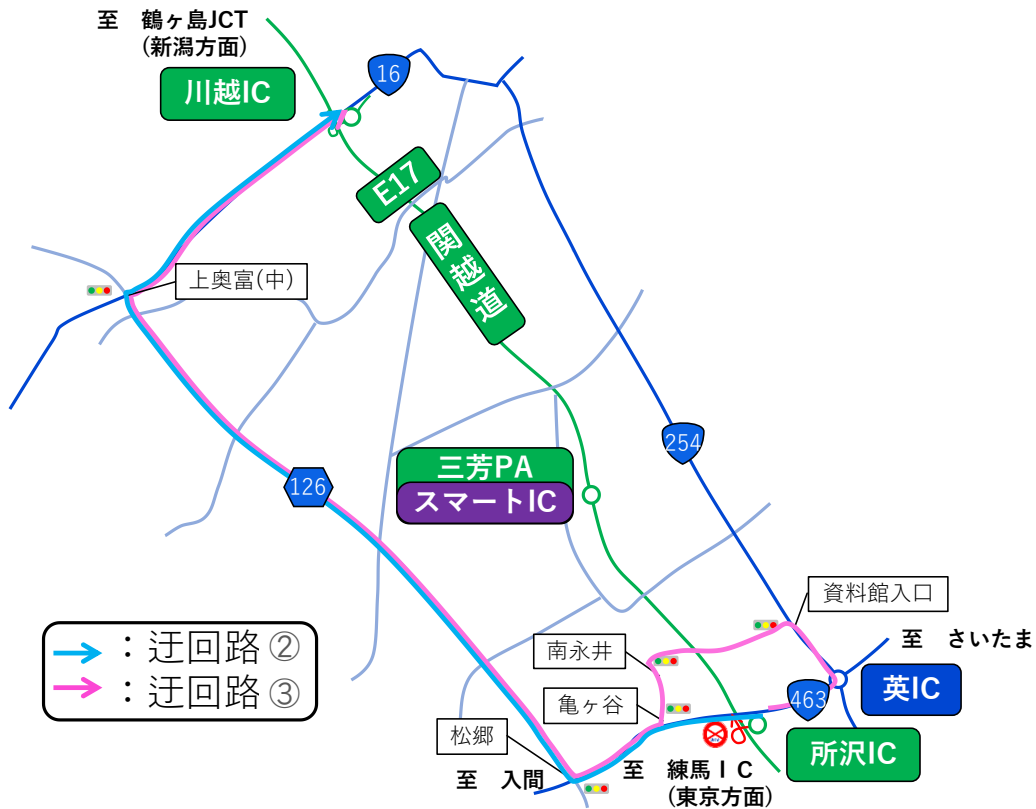 至 鶴ヶ島JCT
(新潟方面)
川越IC
16
E17
関越道
上奥富(中)
254
三芳PA
スマートIC
126
資料館入口
：迂回路②
：迂回路③
南永井
至 さいたま
英IC
463
亀ヶ谷
松郷
所沢IC
至 入間
至 練馬ＩＣ
(東京方面)